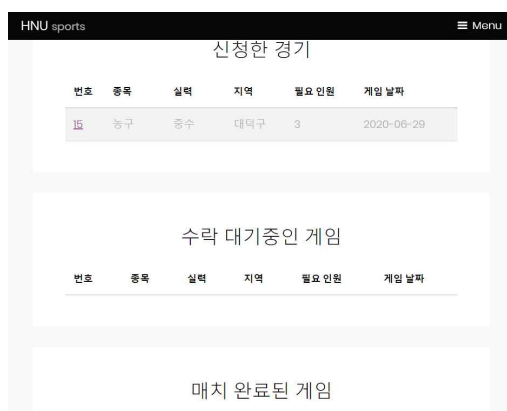 HNU sports ≡ Menu
신청한 경기
번호 종목 실력 지역 필요 인원 게임 날짜
15 농구 중수 대덕구 3 2020-06-29
수락 대기중인 게임
번호 종목 실력 지역 필요 인원 게임 날짜
매치 완료된 게임